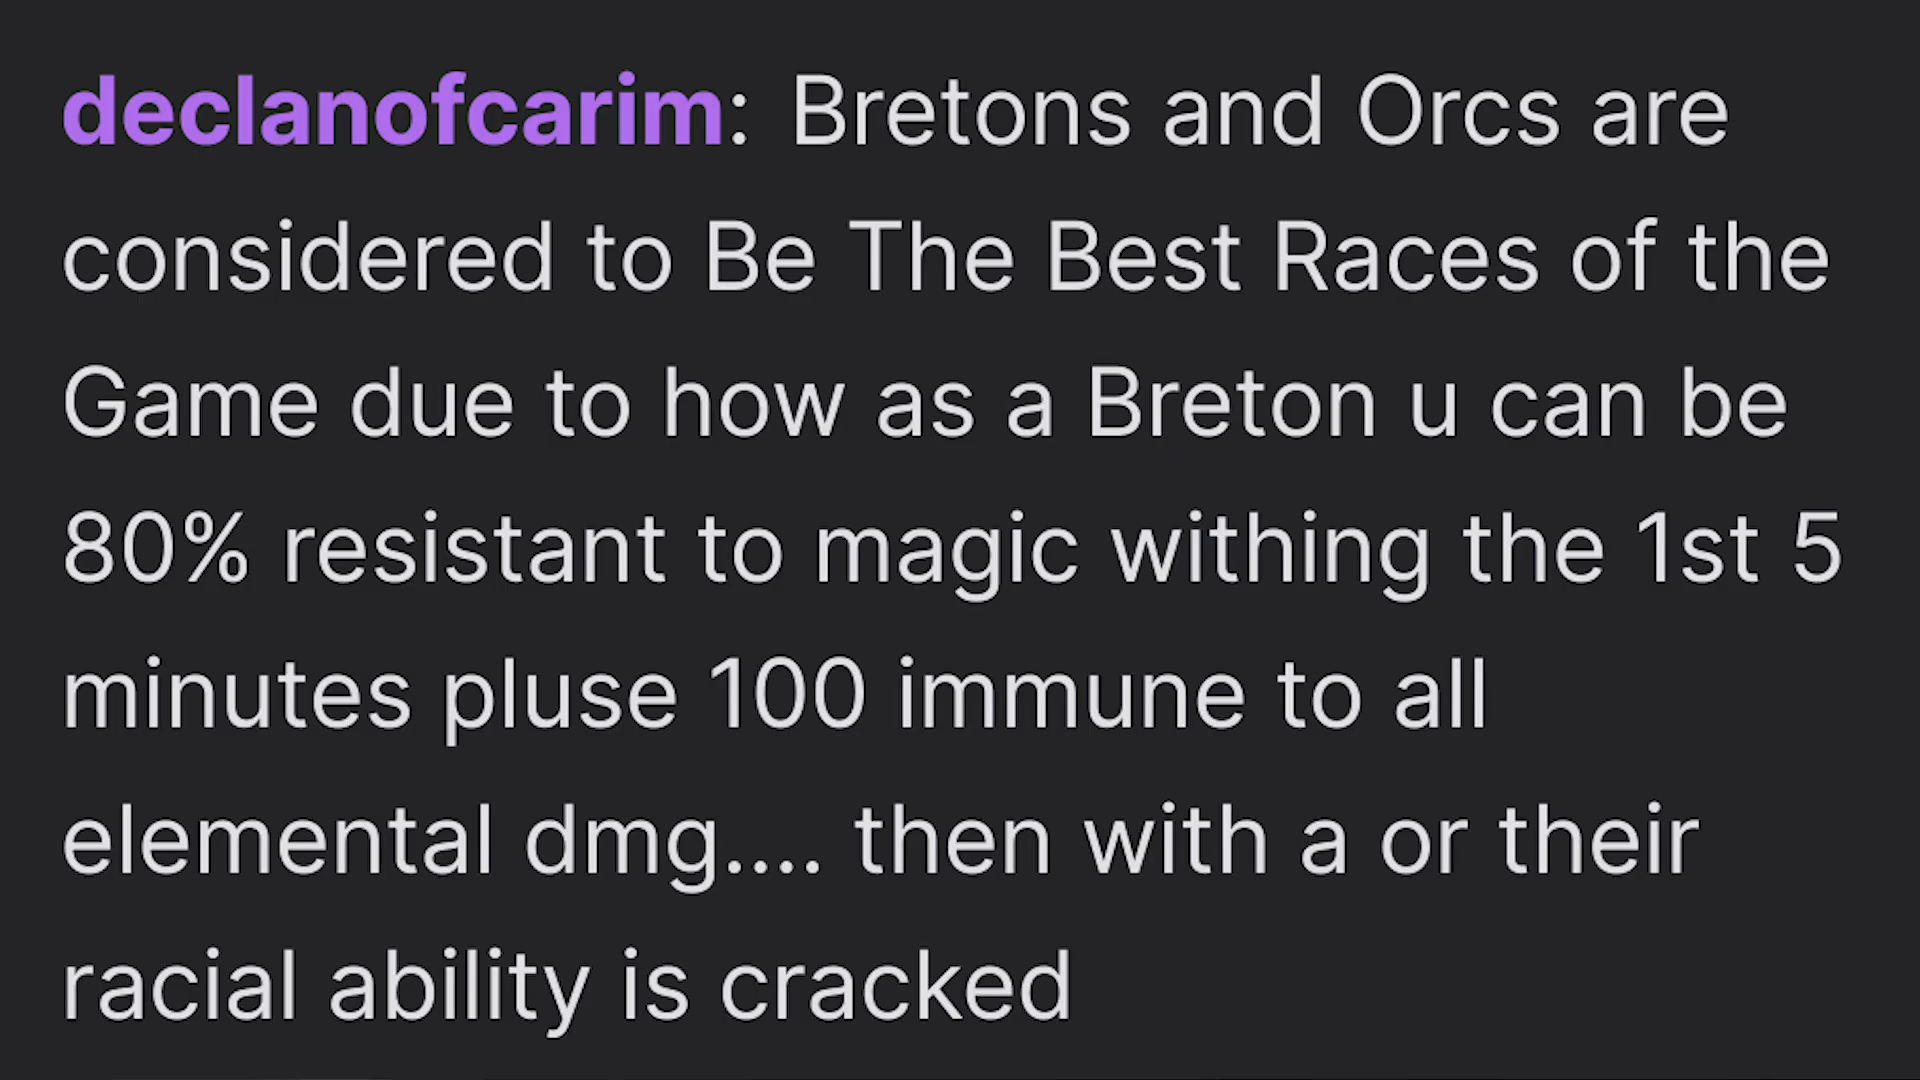 declanofcarim: Bretons and Orcs are
considered to Be The Best Races of the
Game due to how as a Breton u can be
80% resistant to magic withing the 1st 5
minutes pluse 100 immune to all
elemental dmg.... then with a or their
racial ability is cracked